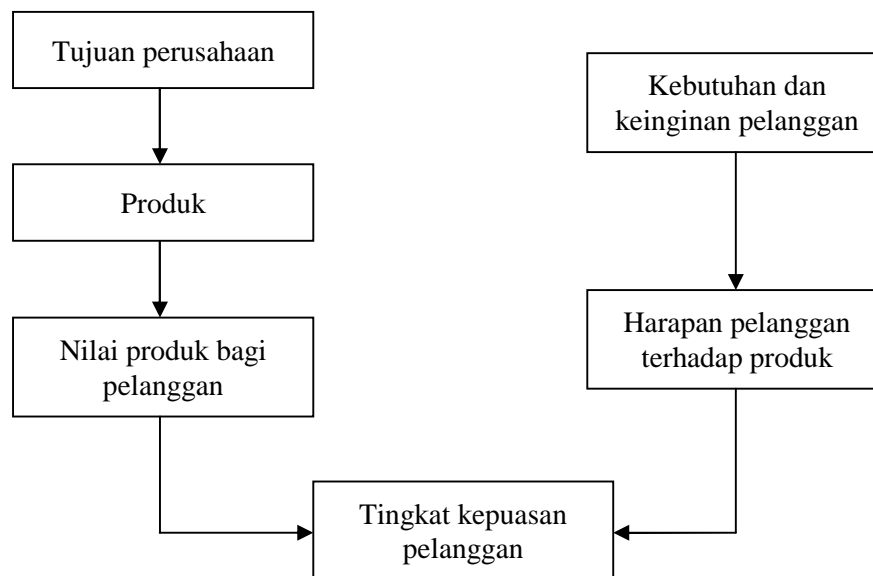 Tujuan perusahaan
Kebutuhan dan
keinginan pelanggan
Produk
Nilai produk bagi
pelanggan
Harapan pelanggan
terhadap produk
Tingkat kepuasan
pelanggan